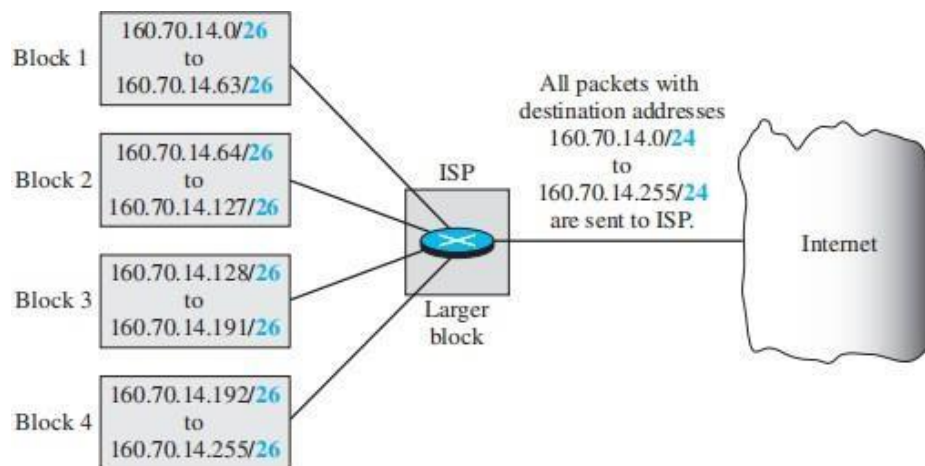 Block 1
160.70.14.0/26
to
160.70.14.63/26
Block 2
160.70.14.64/26
to
160.70.14.127/26
Block 3
160.70.14.128/26
to
160.70.14.191/26
Block 4
160.70.14.192/26
to
160.70.14.255/26
ISP
Larger
block
All packets with
destination addresses
160.70.14.0/24
to
160.70.14.255/24
are sent to ISP.
Internet